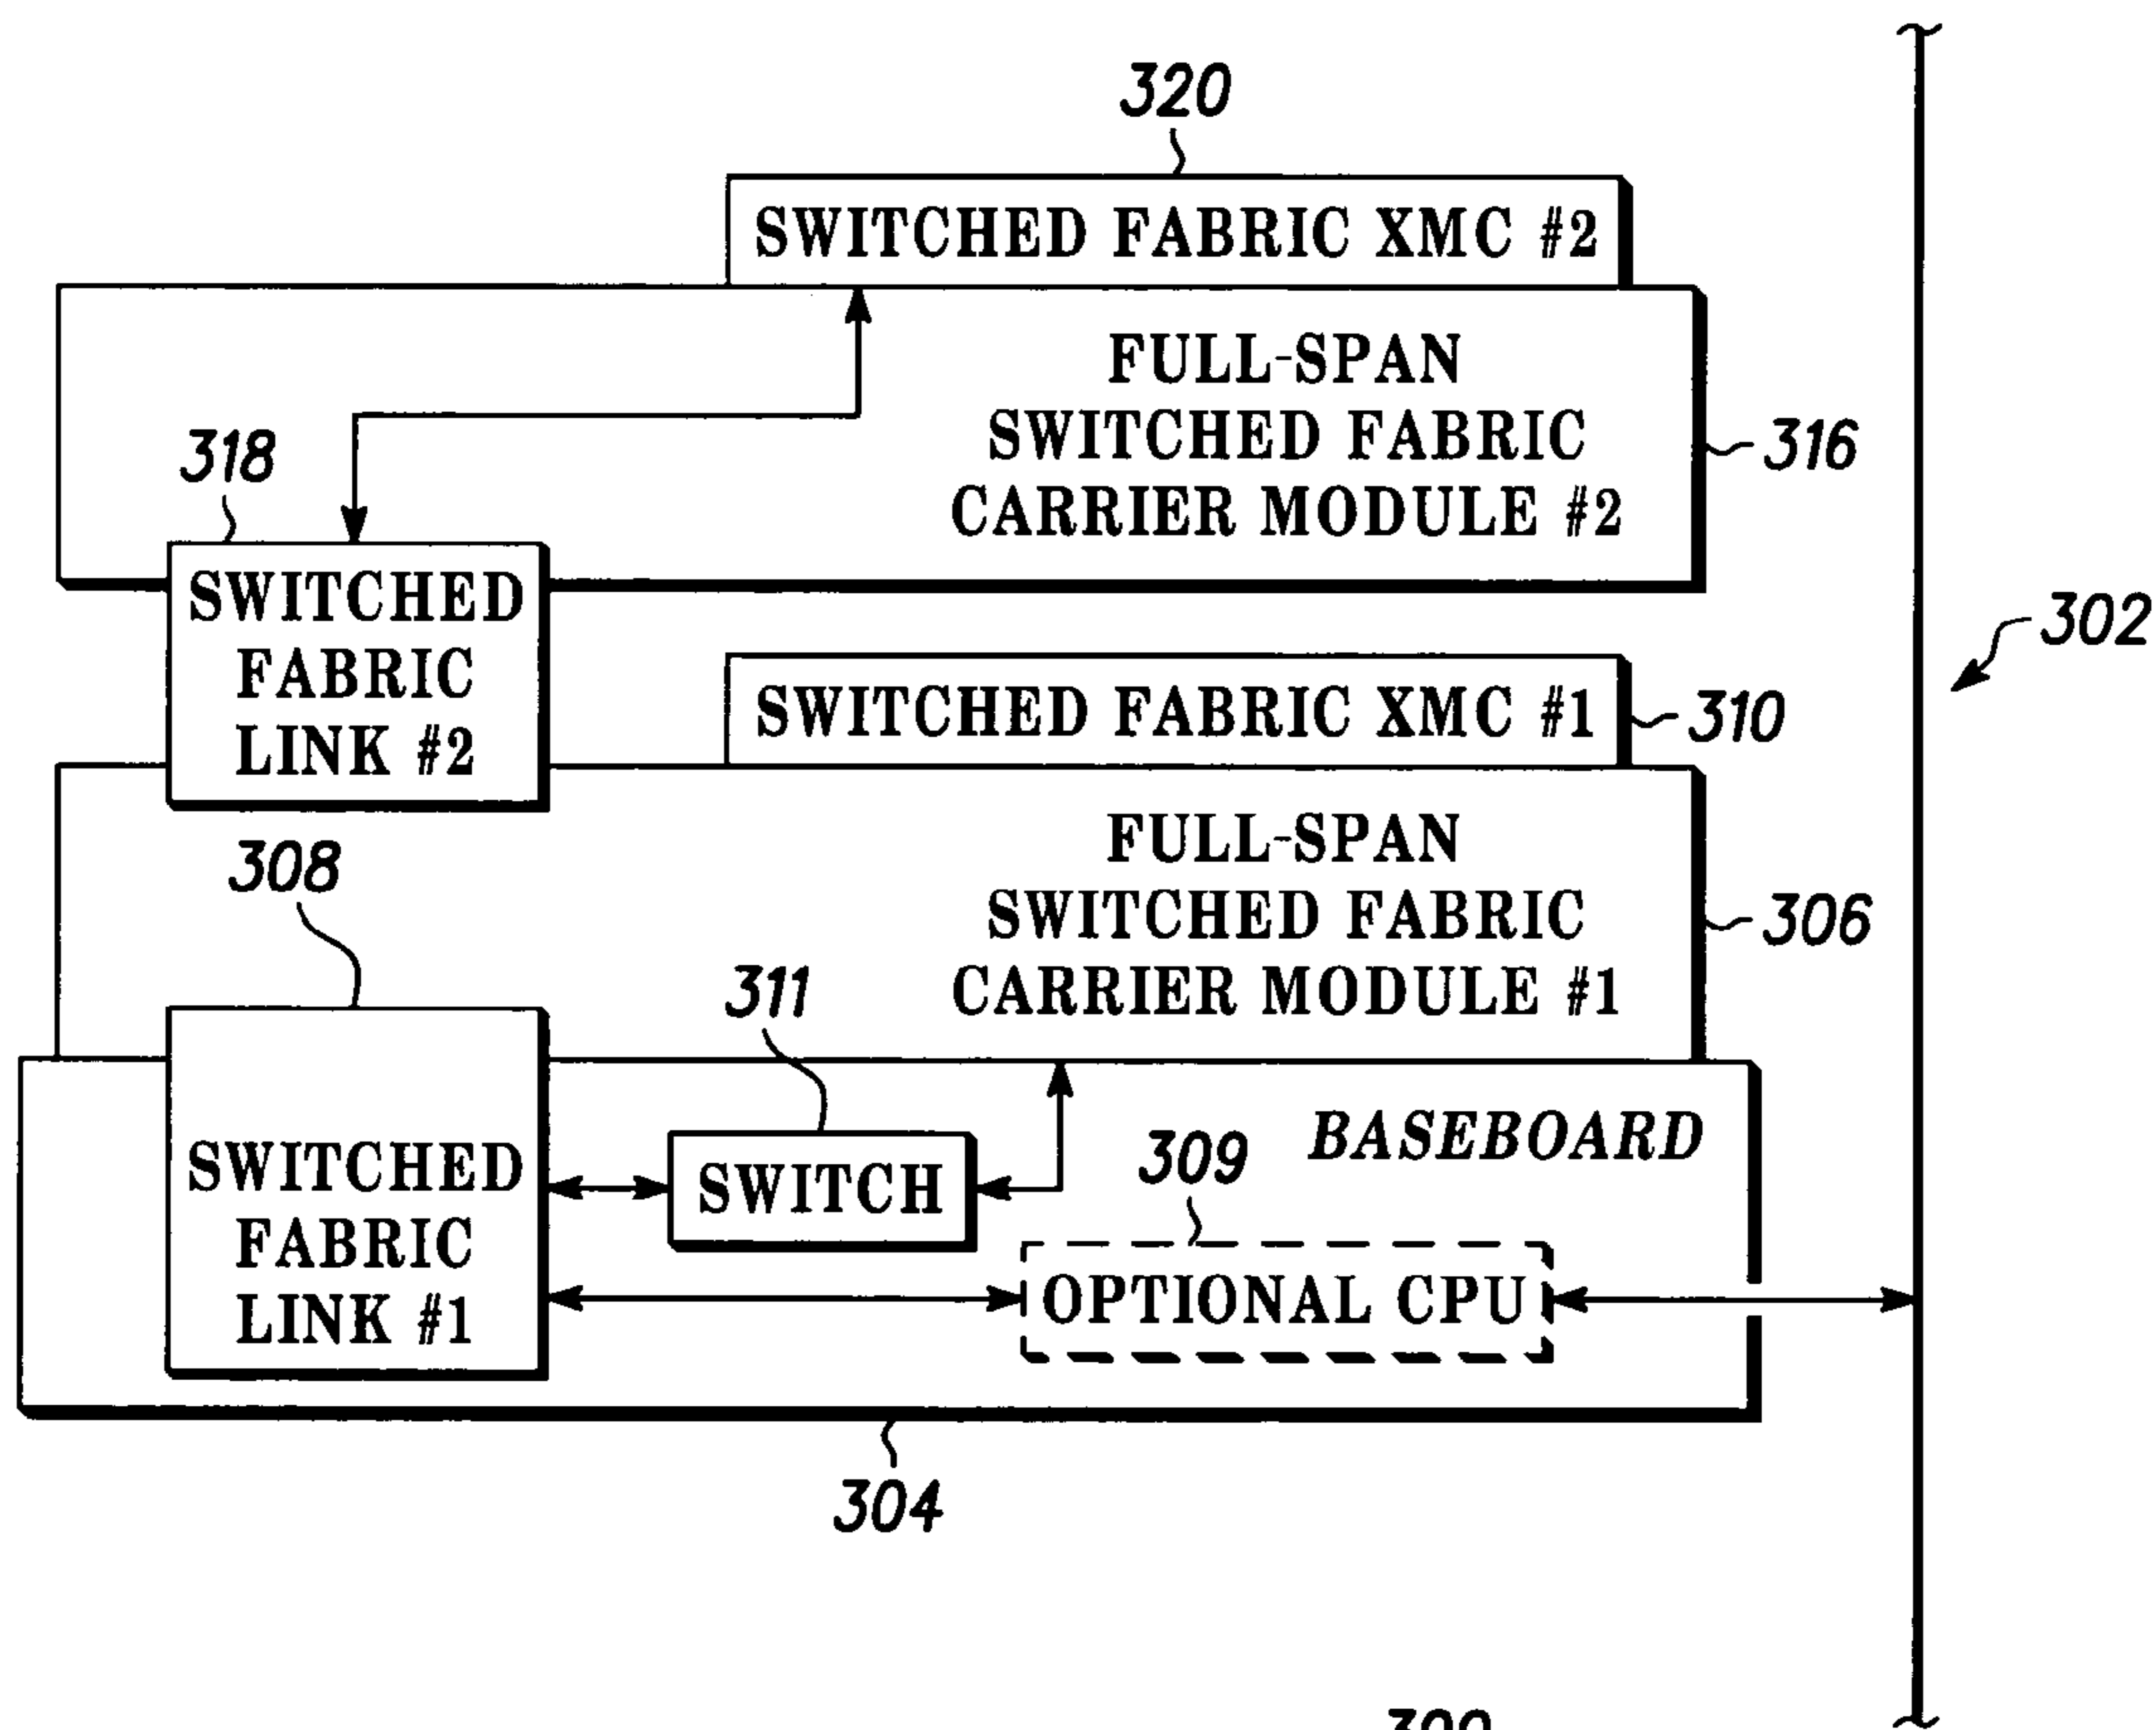 320
SWITCHED FABRIC XMC #2
FULL-SPAN
SWITCHED FABRIC
CARRIER MODULE #2
316
318
SWITCHED
FABRIC
LINK #2
302
SWITCHED FABRIC XMC #1
310
FULL-SPAN
SWITCHED FABRIC
CARRIER MODULE #1
306
308
311
SWITCHED
FABRIC
LINK #1
SWITCH
309
BASEBOARD
OPTIONAL CPU
304